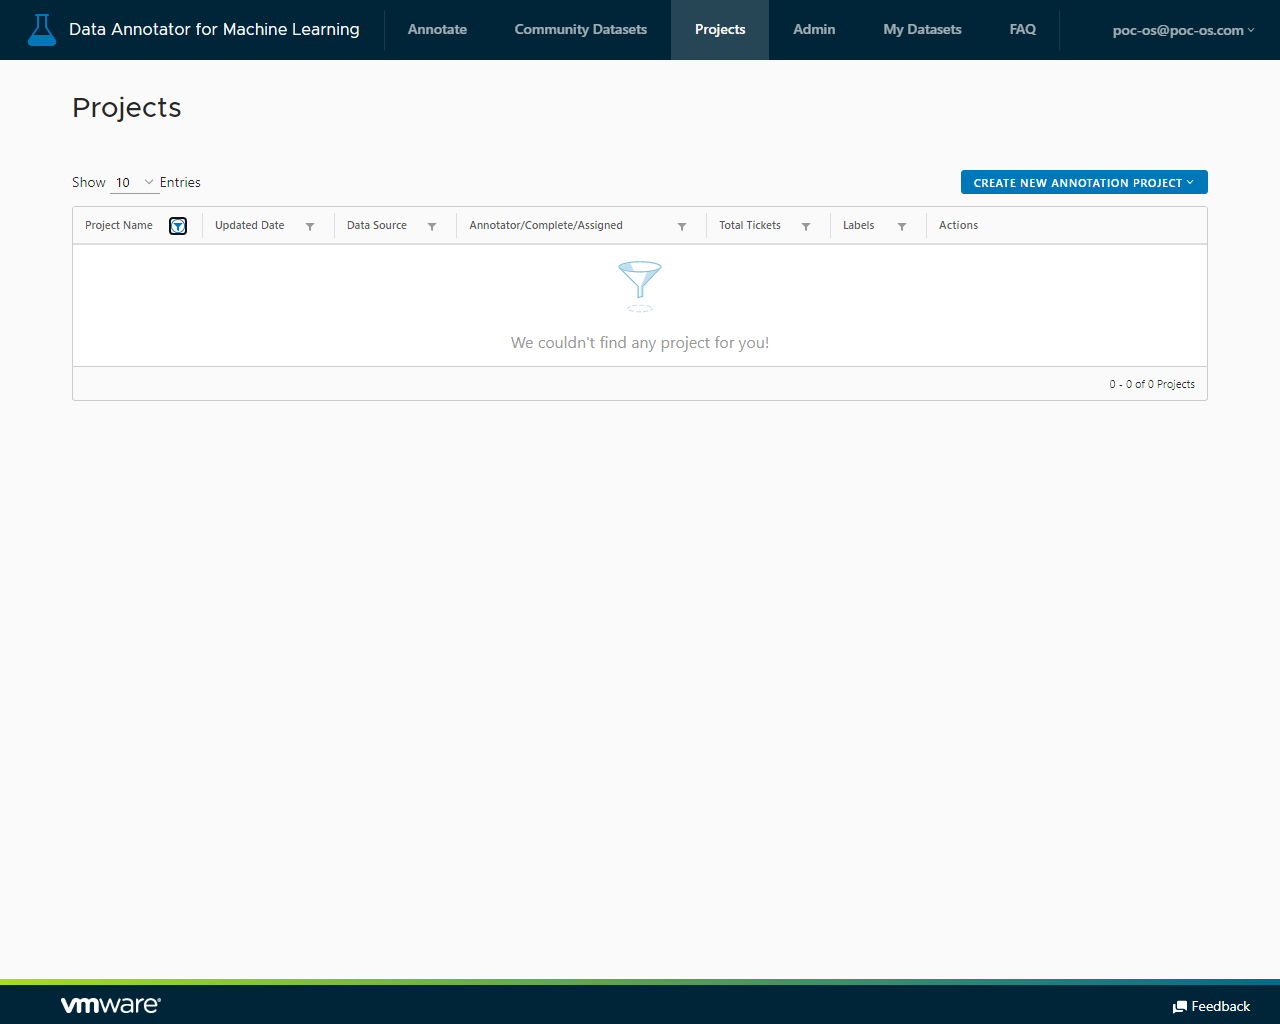 Data Annotator for Machine Learning
Annotate
Community Datasets
Projects
Admin
My Datasets
FAQ
poc-os@poc-os.com
Projects
Show 10 Entries
CREATE NEW ANNOTATION PROJECT
Project Name
Updated Date
Data Source
Annotator/Complete/Assigned
Total Tickets
Labels
Actions
We couldn't find any project for you!
0 - 0 of 0 Projects
vmware®
Feedback